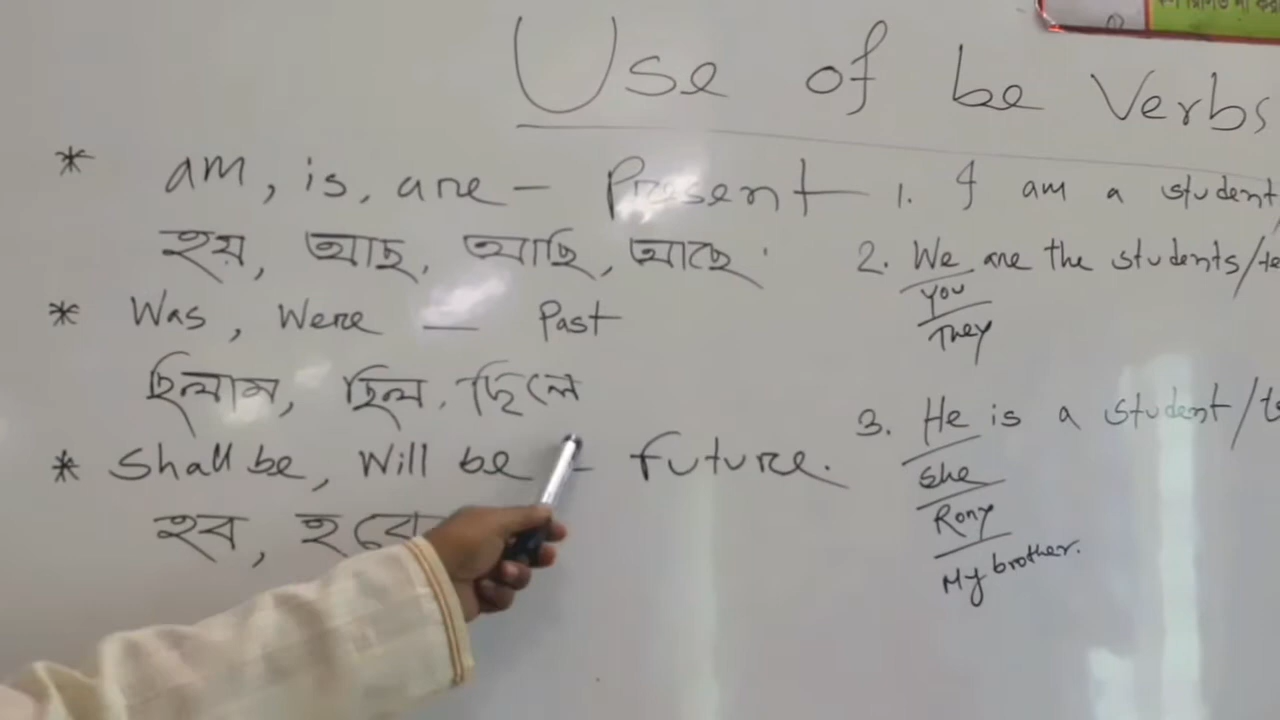 Use of be Verbs
* am, is, are – Present
হয়, আছ, আছি, আছে.
* Was, Were — Past
ছিলাম, ছিল, ছিলে
* Shall be, Will be – Future.
হব, হবে
1. I am a student
2. We are the students/te
You
They
3. He is a student/te
She
Rony
My brother.